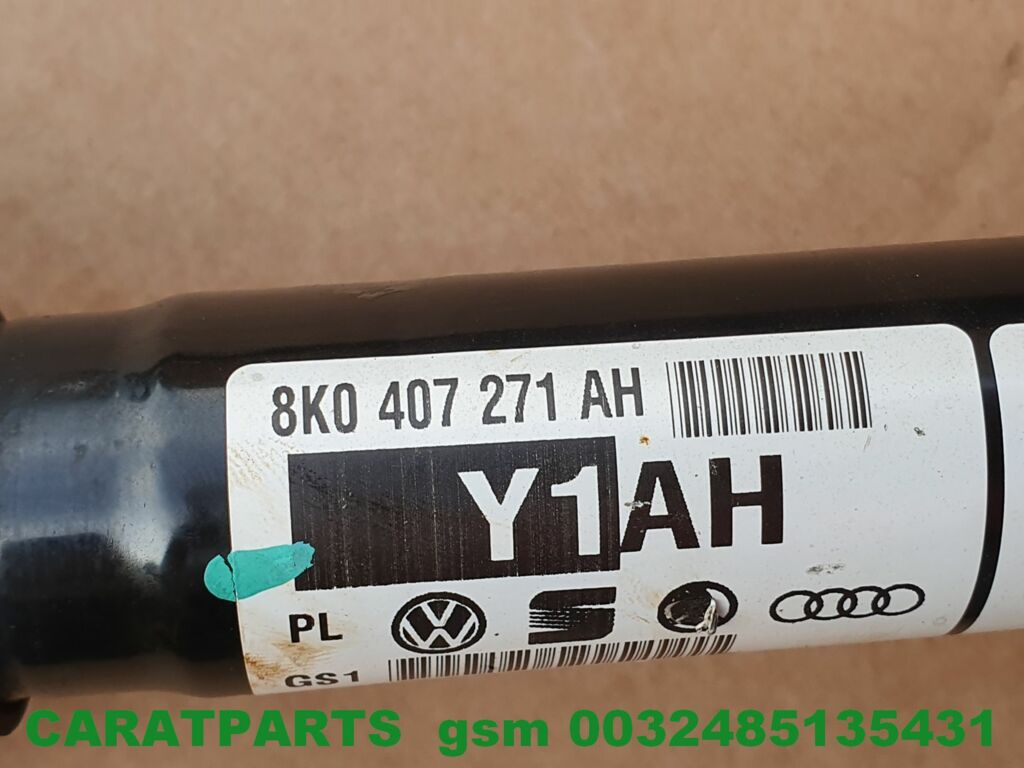 8K0 407 271 AH
Y1AH
PL
GS1
CARATPARTS gsm 0032485135431